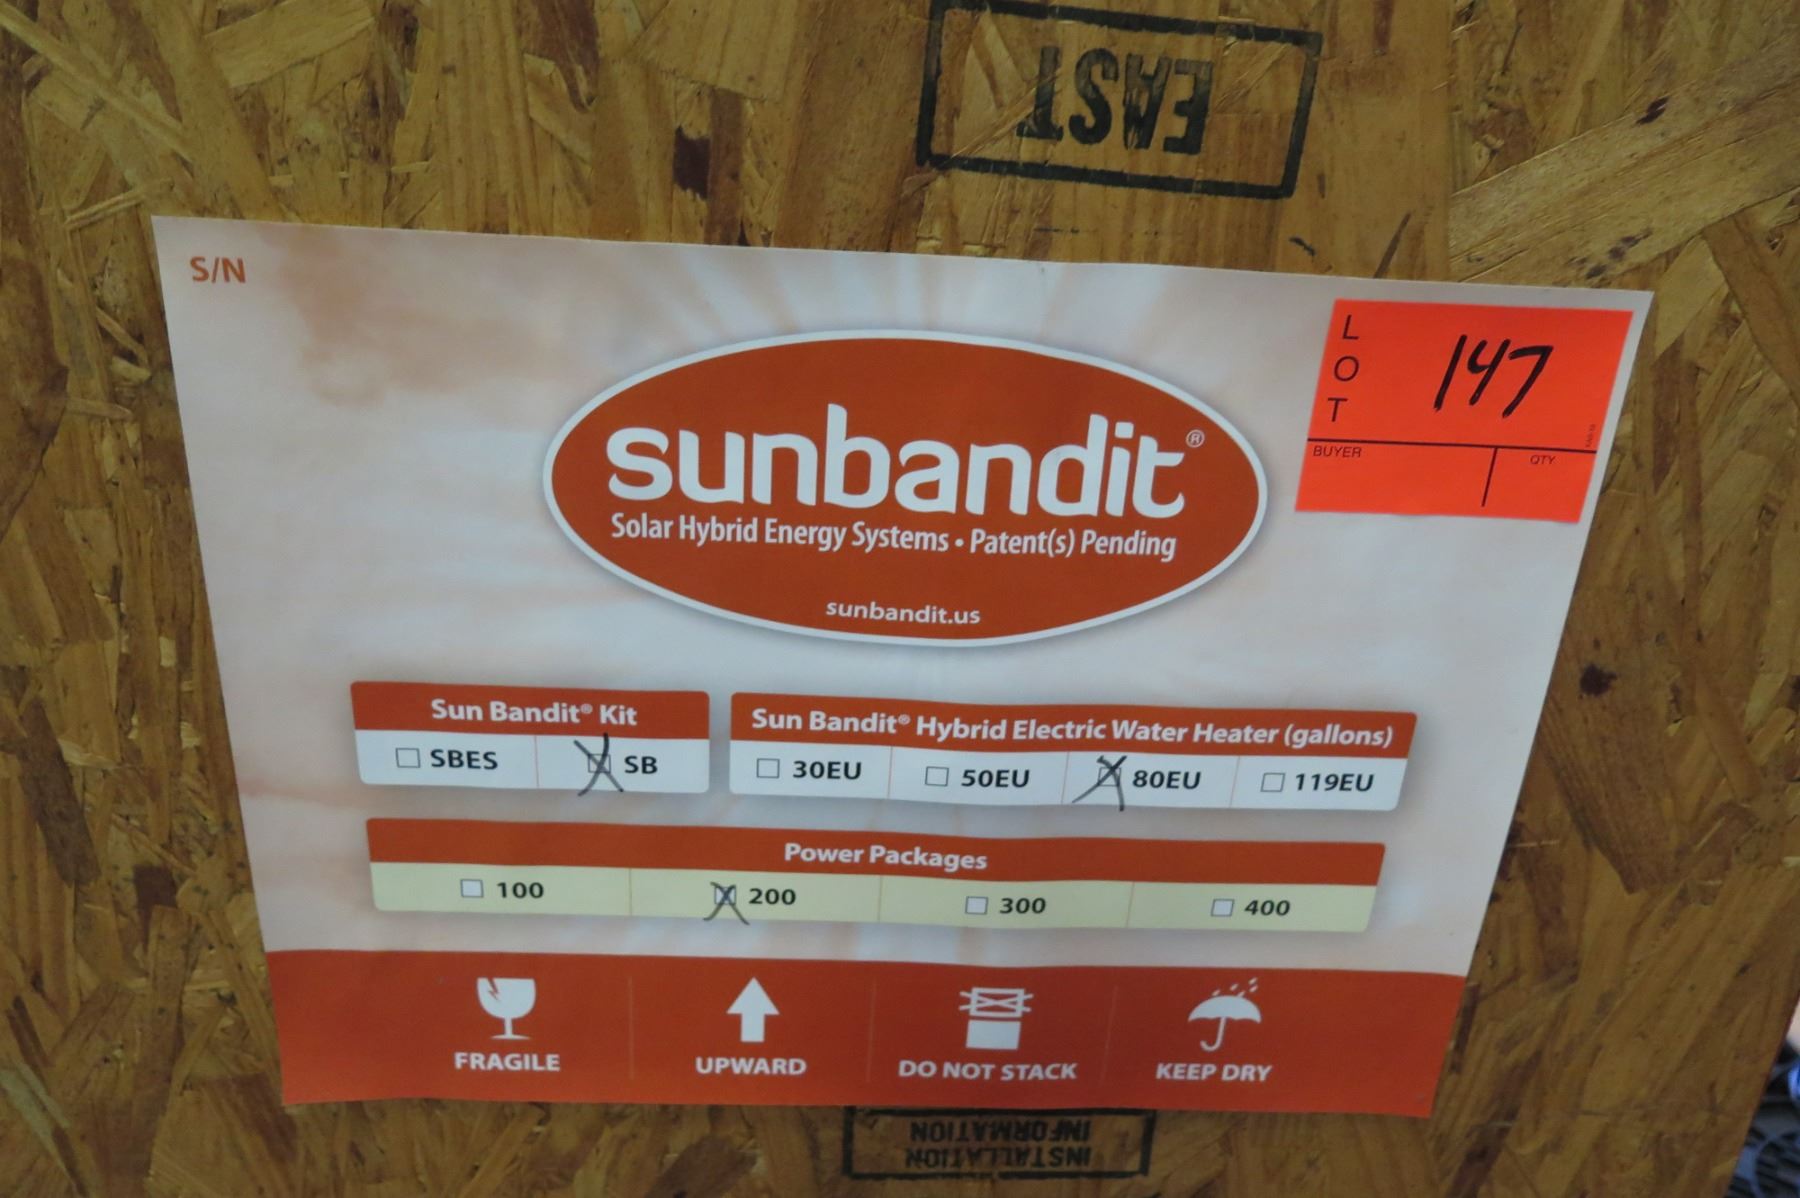 EAST
S/N
LOT
147
BUYER
QTY
sunbandit®
Solar Hybrid Energy Systems • Patent(s) Pending
sunbandit.us
Sun Bandit® Kit
SBES
SB
Sun Bandit® Hybrid Electric Water Heater (gallons)
30EU
50EU
80EU
119EU
Power Packages
100
200
300
400
FRAGILE
UPWARD
DO NOT STACK
KEEP DRY
INSTALLATION
INFORMATION